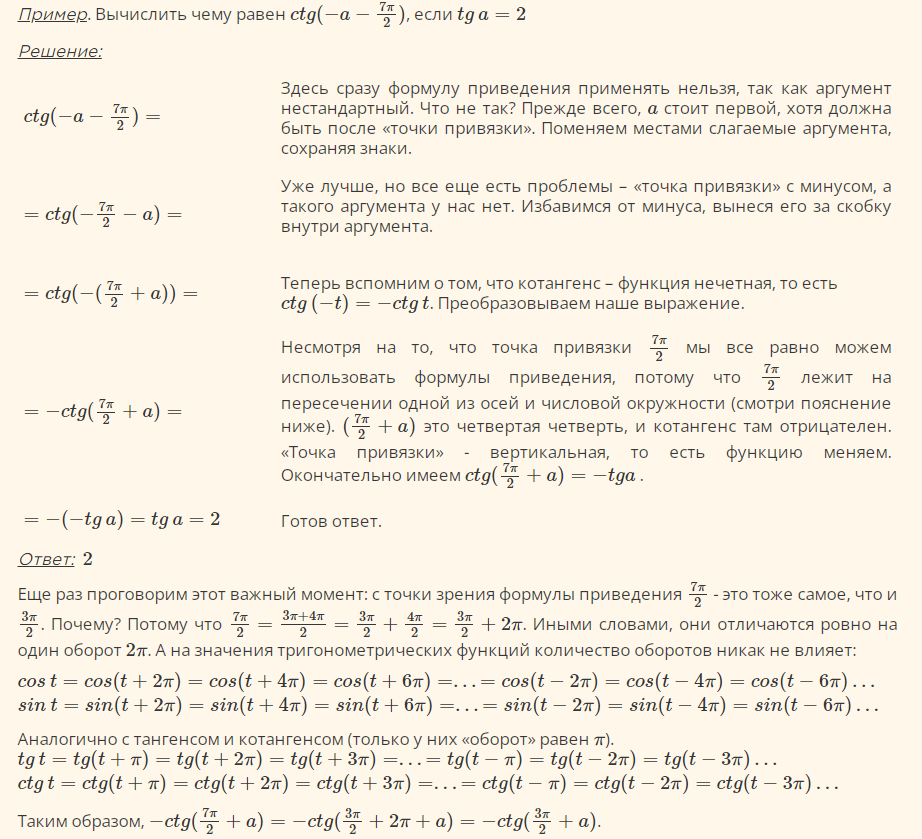 Пример. Вычислить чему равен ctg(−a − 7π/2), если tg a = 2
Решение:
ctg(−a − 7π/2) =
Здесь сразу формулу приведения применять нельзя, так как аргумент
нестандартный. Что не так? Прежде всего, a стоит первой, хотя должна
быть после «точки привязки». Поменяем местами слагаемые аргумента,
сохраняя знаки.
= ctg(−7π/2 − a) =
Уже лучше, но все еще есть проблемы – «точка привязки» с минусом, а
такого аргумента у нас нет. Избавимся от минуса, вынеся его за скобку
внутри аргумента.
= ctg(−(7π/2 + a)) =
Теперь вспомним о том, что котангенс – функция нечетная, то есть
ctg (−t) = −ctg t. Преобразовываем наше выражение.
= −ctg(7π/2 + a) =
Несмотря на то, что точка привязки 7π/2 мы все равно можем
использовать формулы приведения, потому что 7π/2 лежит на
пересечении одной из осей и числовой окружности (смотри пояснение
ниже). (7π/2 + a) это четвертая четверть, и котангенс там отрицателен.
«Точка привязки» - вертикальная, то есть функцию меняем.
Окончательно имеем ctg(7π/2 + a) = −tga .
= −(−tg a) = tg a = 2
Готов ответ.
Ответ: 2
Еще раз проговорим этот важный момент: с точки зрения формулы приведения 7π/2 - это тоже самое, что и
3π/2. Почему? Потому что 7π/2 = 3π+4π/2 = 3π/2 + 4π/2 = 3π/2 + 2π. Иными словами, они отличаются ровно на
один оборот 2π. А на значения тригонометрических функций количество оборотов никак не влияет:
cos t = cos(t + 2π) = cos(t + 4π) = cos(t + 6π) =... = cos(t − 2π) = cos(t − 4π) = cos(t − 6π)...
sin t = sin(t + 2π) = sin(t + 4π) = sin(t + 6π) =... = sin(t − 2π) = sin(t − 4π) = sin(t − 6π)...
Аналогично с тангенсом и котангенсом (только у них «оборот» равен π).
tg t = tg(t + π) = tg(t + 2π) = tg(t + 3π) =... = tg(t − π) = tg(t − 2π) = tg(t − 3π)...
ctg t = ctg(t + π) = ctg(t + 2π) = ctg(t + 3π) =... = ctg(t − π) = ctg(t − 2π) = ctg(t − 3π)...
Таким образом, −ctg(7π/2 + a) = −ctg(3π/2 + 2π + a) = −ctg(3π/2 + a).